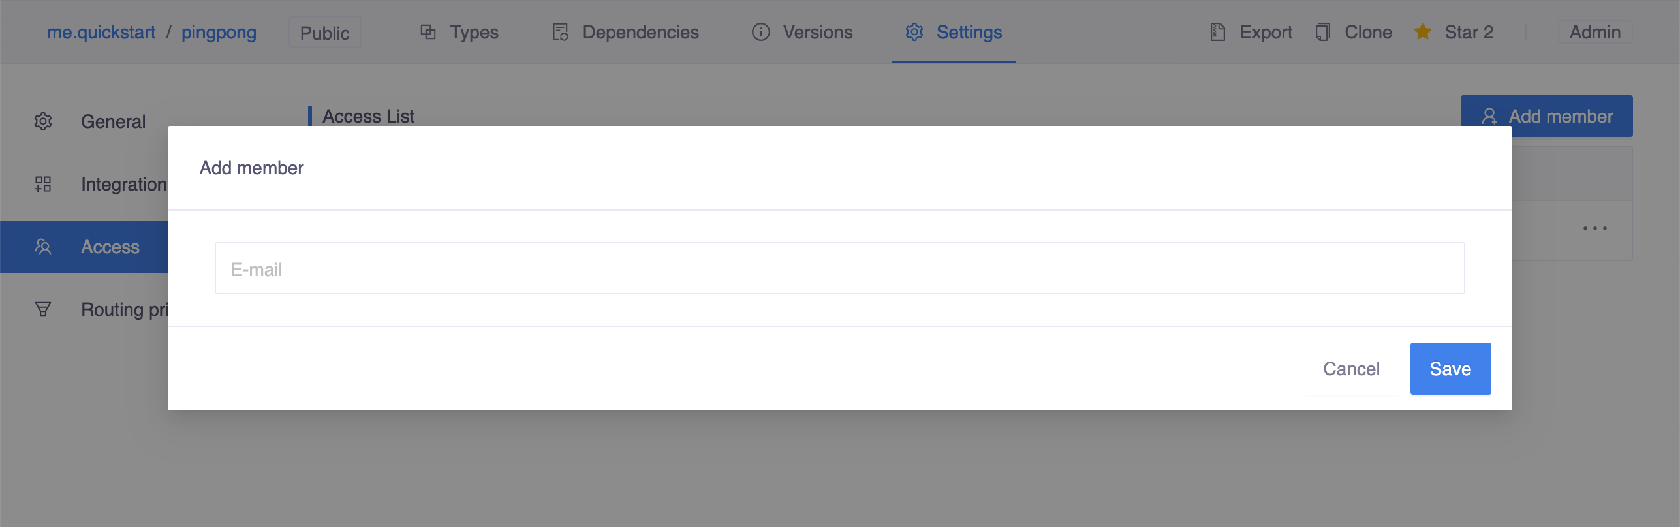 me.quickstart / pingpong Public Types Dependencies Versions Settings Export Clone Star 2 Admin
General
Access List
Add member
Add member
Integration
Access
E-mail
Routing pri
Cancel Save